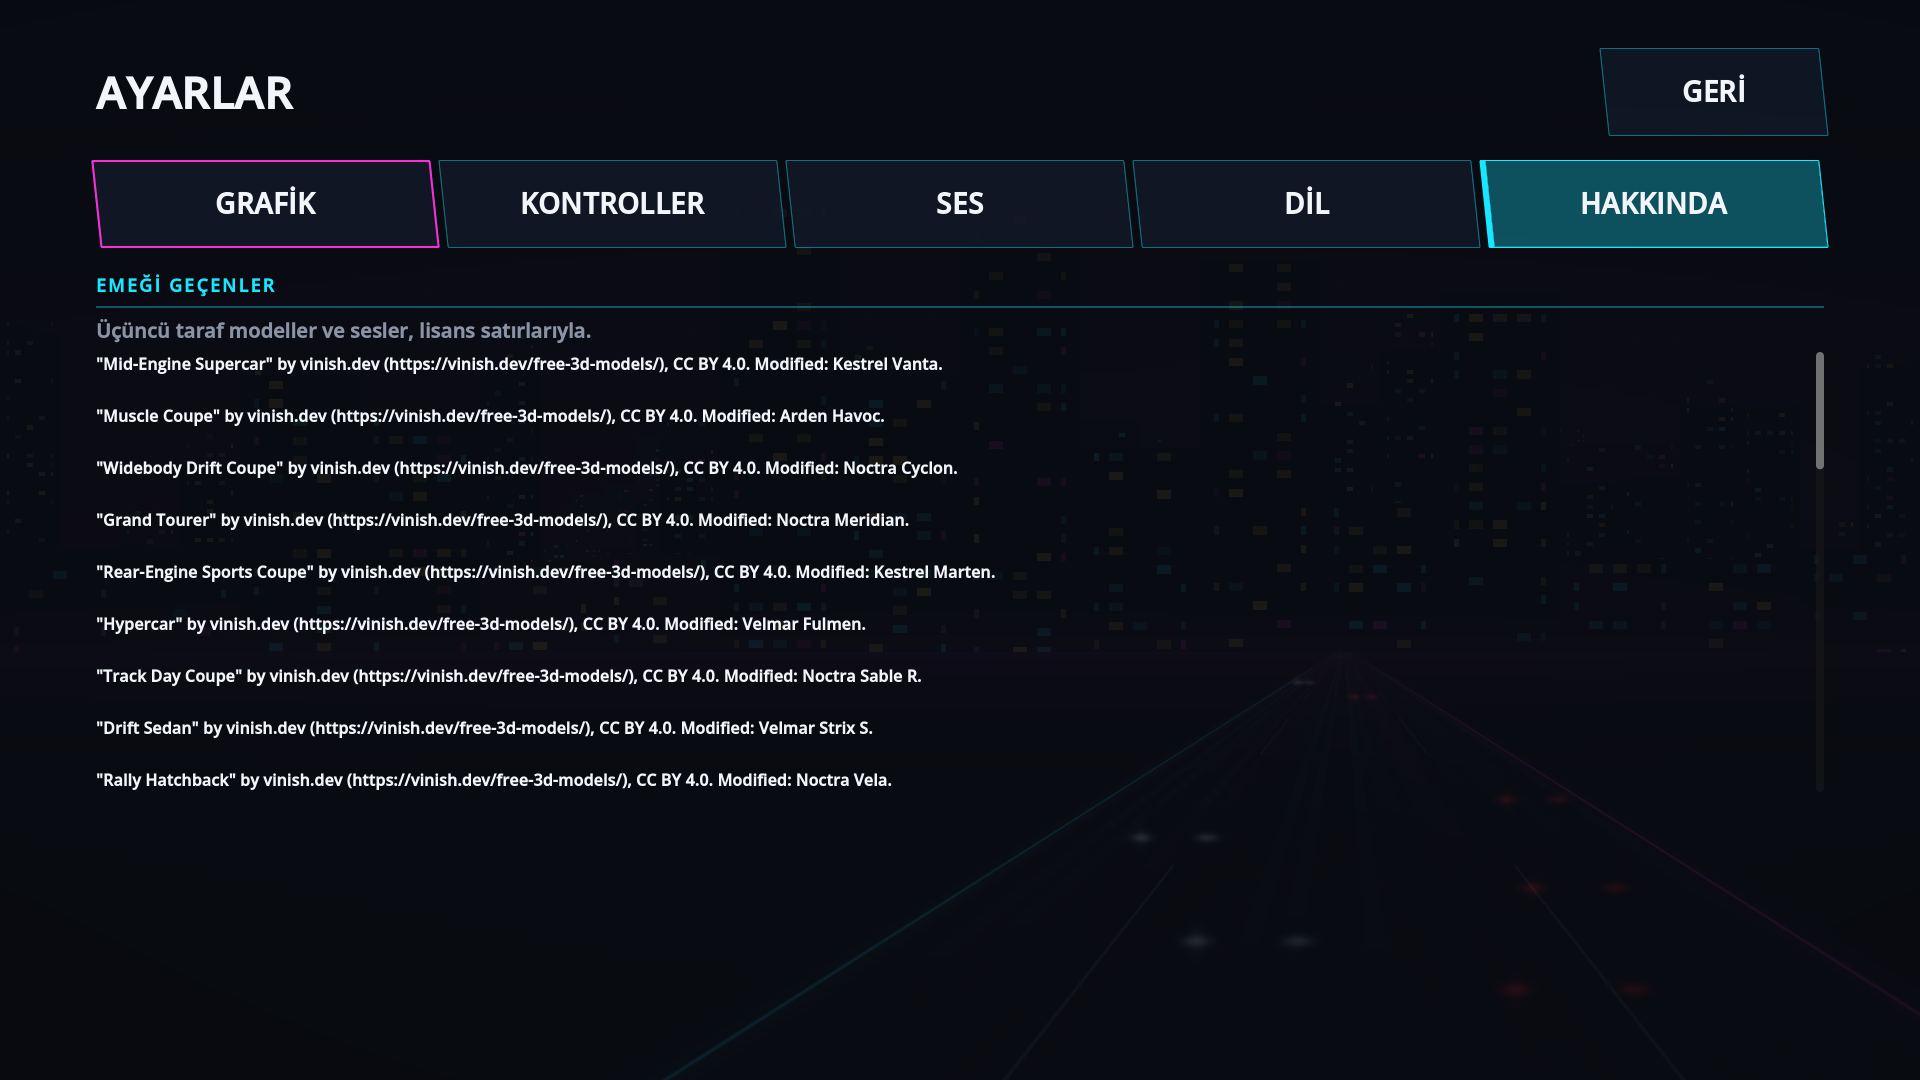 AYARLAR
GERİ
GRAFİK
KONTROLLER
SES
DİL
HAKKINDA
EMEĞİ GEÇENLER
Üçüncü taraf modeller ve sesler, lisans satırlarıyla.
"Mid-Engine Supercar" by vinish.dev (https://vinish.dev/free-3d-models/), CC BY 4.0. Modified: Kestrel Vanta.
"Muscle Coupe" by vinish.dev (https://vinish.dev/free-3d-models/), CC BY 4.0. Modified: Arden Havoc.
"Widebody Drift Coupe" by vinish.dev (https://vinish.dev/free-3d-models/), CC BY 4.0. Modified: Noctra Cyclon.
"Grand Tourer" by vinish.dev (https://vinish.dev/free-3d-models/), CC BY 4.0. Modified: Noctra Meridian.
"Rear-Engine Sports Coupe" by vinish.dev (https://vinish.dev/free-3d-models/), CC BY 4.0. Modified: Kestrel Marten.
"Hypercar" by vinish.dev (https://vinish.dev/free-3d-models/), CC BY 4.0. Modified: Velmar Fulmen.
"Track Day Coupe" by vinish.dev (https://vinish.dev/free-3d-models/), CC BY 4.0. Modified: Noctra Sable R.
"Drift Sedan" by vinish.dev (https://vinish.dev/free-3d-models/), CC BY 4.0. Modified: Velmar Strix S.
"Rally Hatchback" by vinish.dev (https://vinish.dev/free-3d-models/), CC BY 4.0. Modified: Noctra Vela.